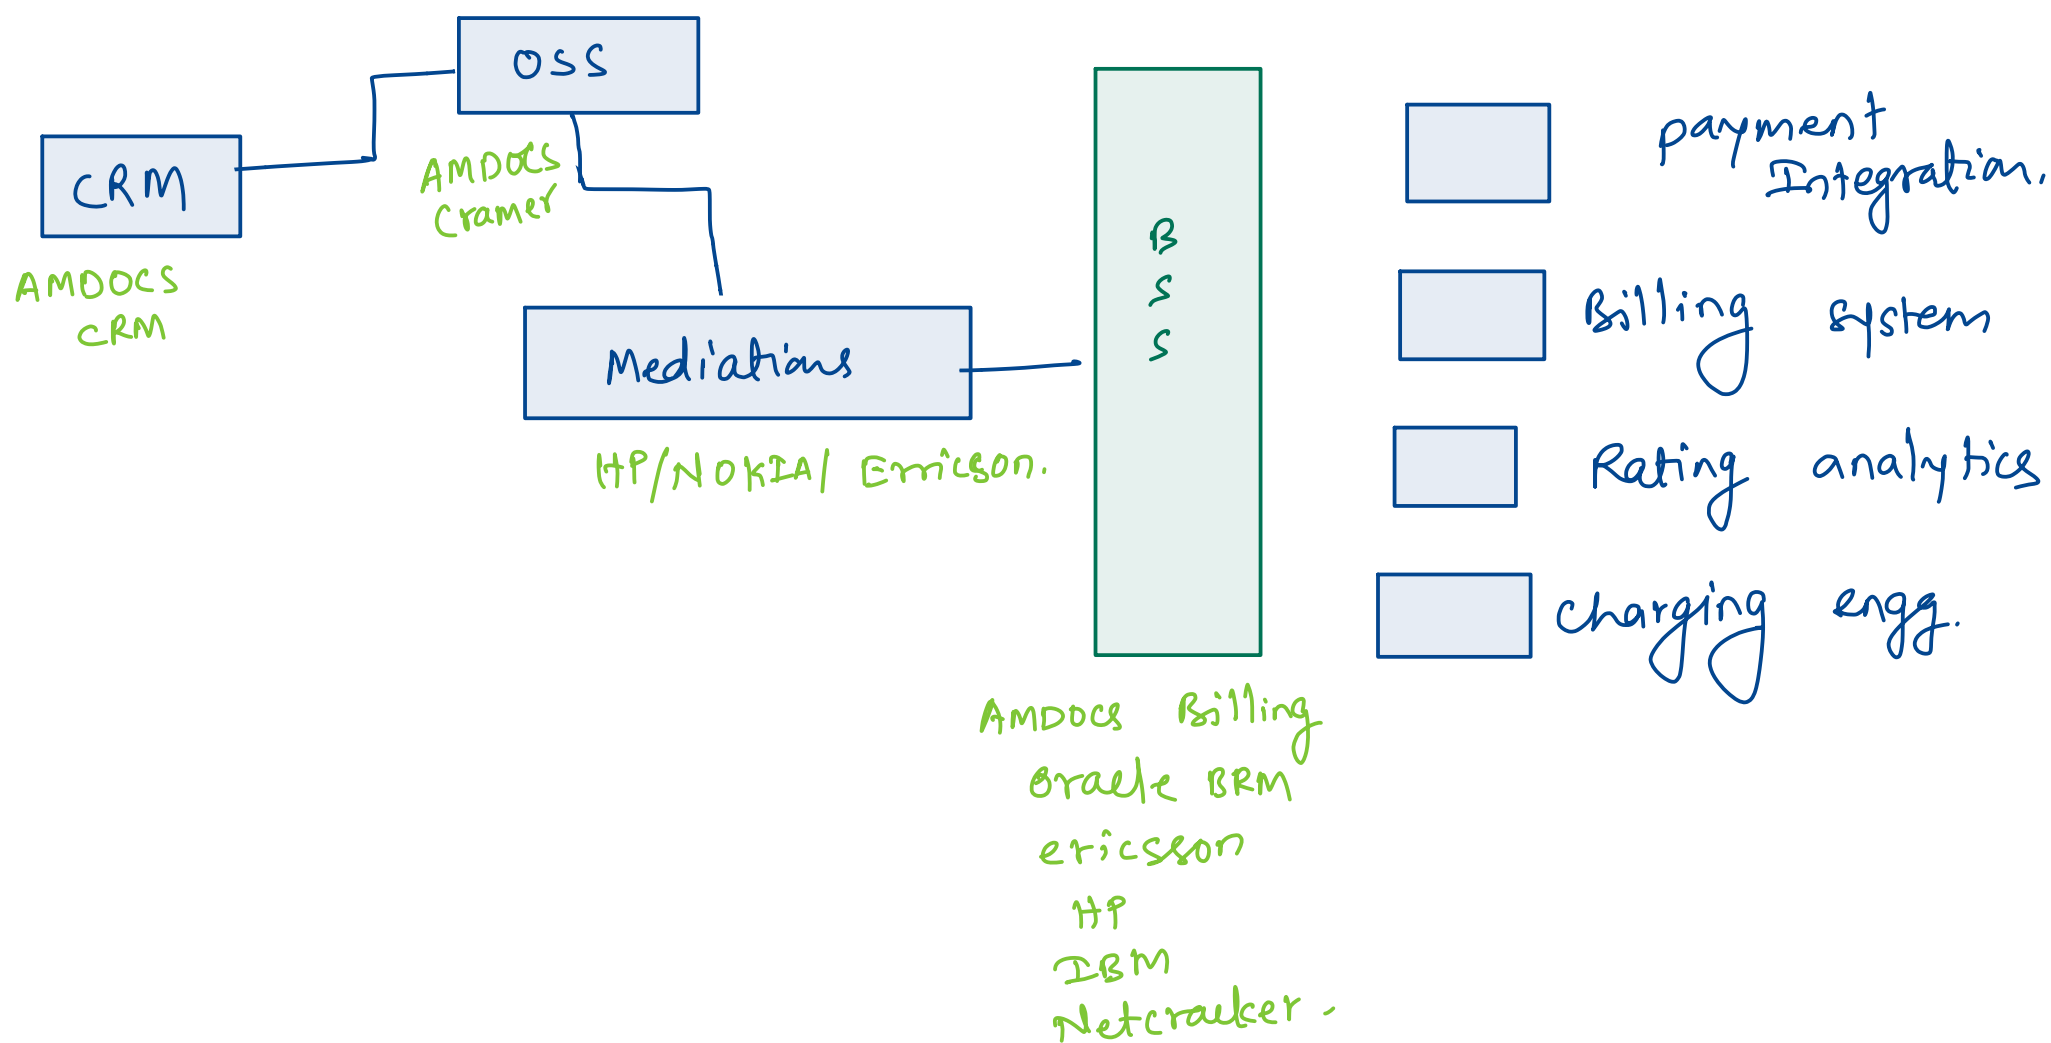 OSS
CRM
AMDOCS
Cramer
AMDOCS
CRM
Mediations
HP/NOKIA/ Erricson.
B
S
S
payment
Integration.
Billing system
Rating analytics
charging engg.
AMDOCS Billing
Oracle BRM
ericsson
HP
IBM
Netcracker.